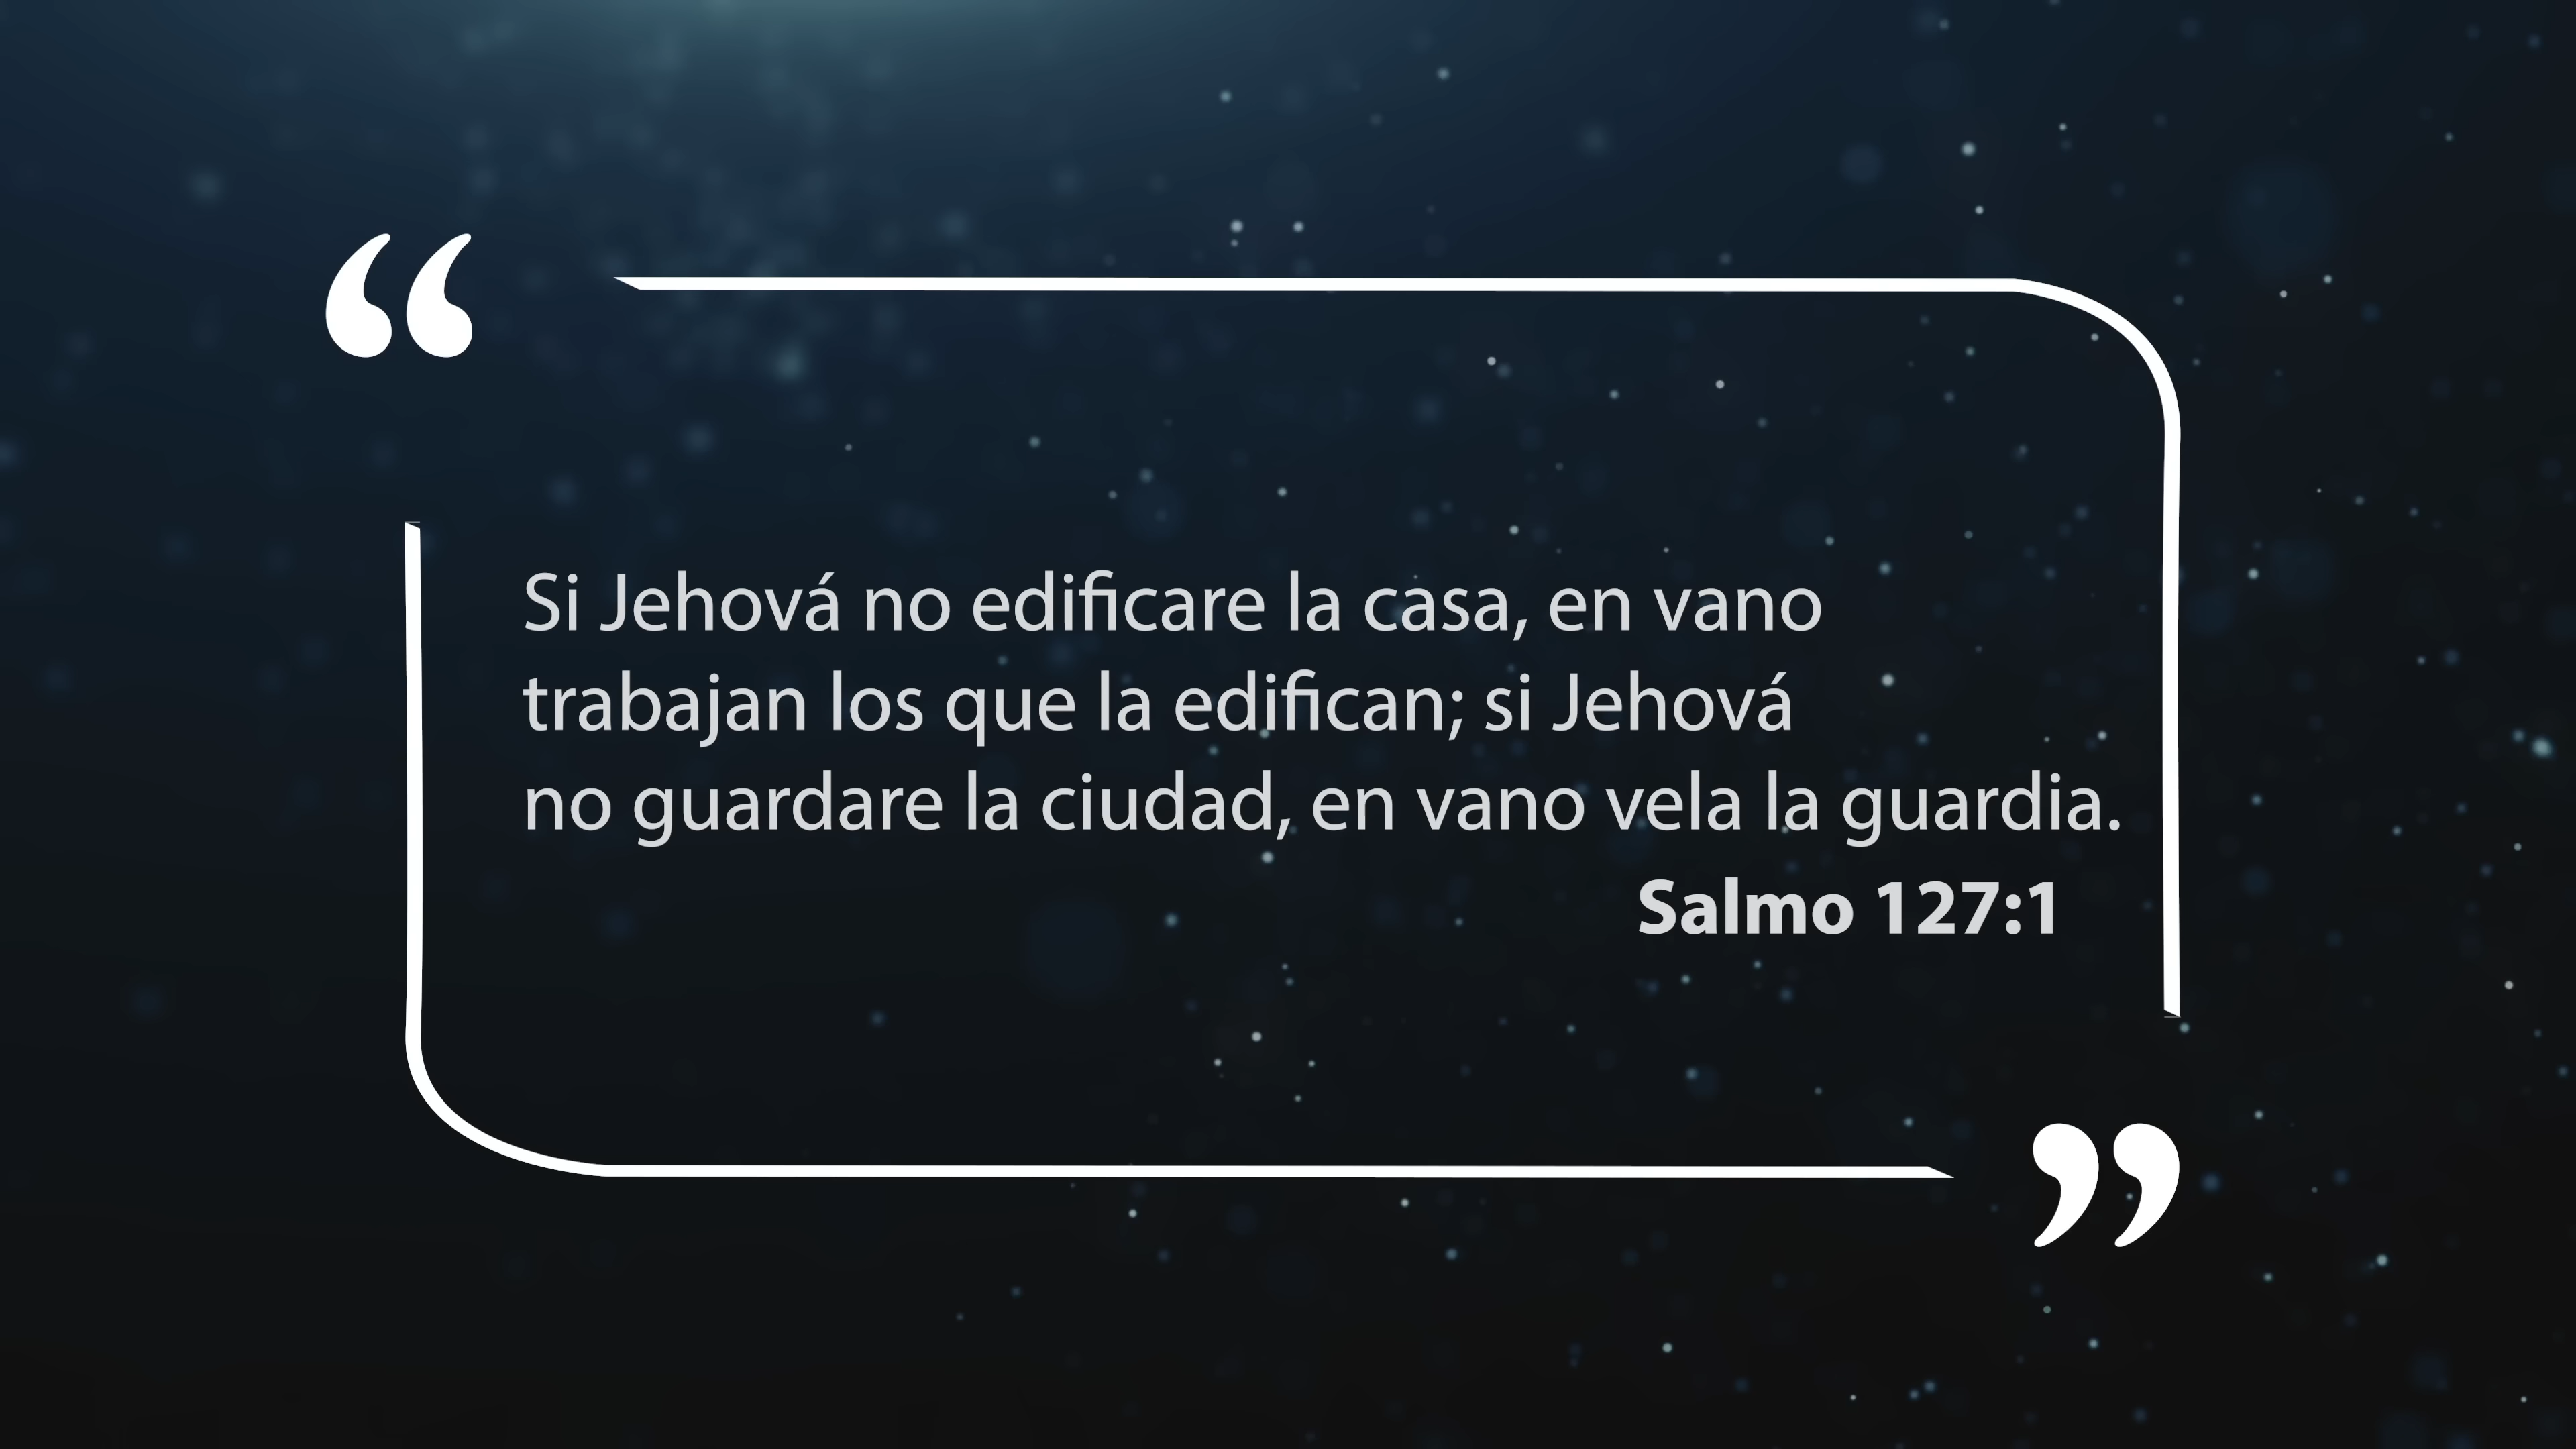 “
Si Jehová no edificare la casa, en vano
trabajan los que la edifican; si Jehová
no guardare la ciudad, en vano vela la guardia.
Salmo 127:1
”